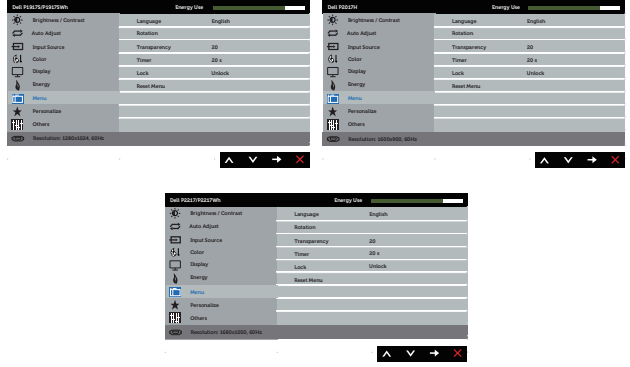 Dell P1917S/P1917SWh Energy Use
Brightness / Contrast Language English
Auto Adjust Rotation
Input Source Transparency 20
Color Timer 20 s
Display Lock Unlock
Energy Reset Menu
Menu
Personalize
Others
Resolution: 1280x1024, 60Hz
Dell P2017H Energy Use
Brightness / Contrast Language English
Auto Adjust Rotation
Input Source Transparency 20
Color Timer 20 s
Display Lock Unlock
Energy Reset Menu
Menu
Personalize
Others
Resolution: 1600x900, 60Hz
Dell P2217/P2217Wh Energy Use
Brightness / Contrast Language English
Auto Adjust Rotation
Input Source Transparency 20
Color Timer 20 s
Display Lock Unlock
Energy Reset Menu
Menu
Personalize
Others
Resolution: 1680x1050, 60Hz